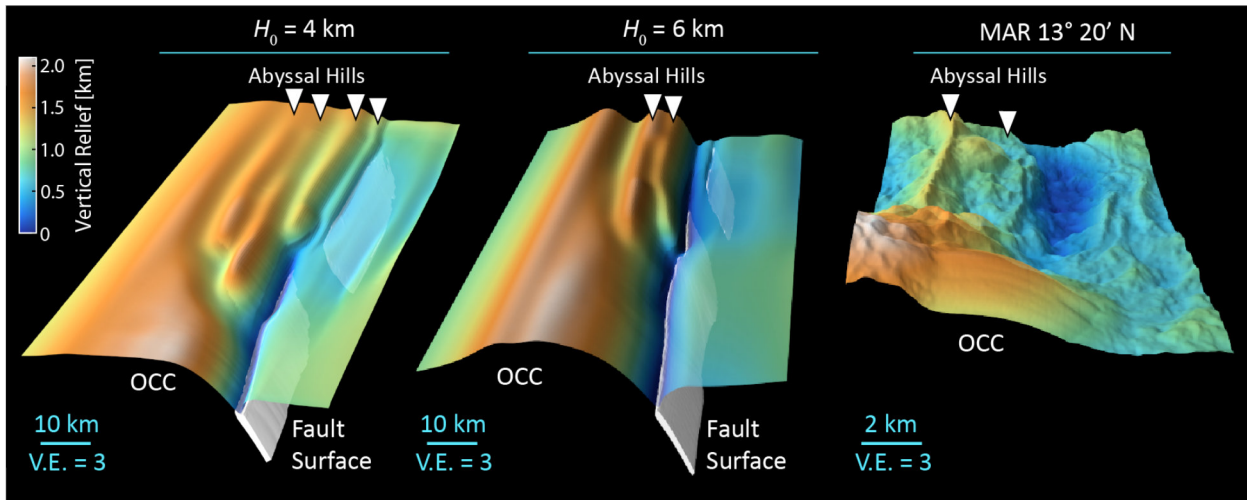 H₀ = 4 km
H₀ = 6 km
MAR 13° 20’ N
Abyssal Hills
Abyssal Hills
Abyssal Hills
2.0
1.5
1.0
0.5
0
Vertical Relief [km]
OCC
OCC
OCC
10 km
V.E. = 3
Fault
Surface
10 km
V.E. = 3
Fault
Surface
2 km
V.E. = 3